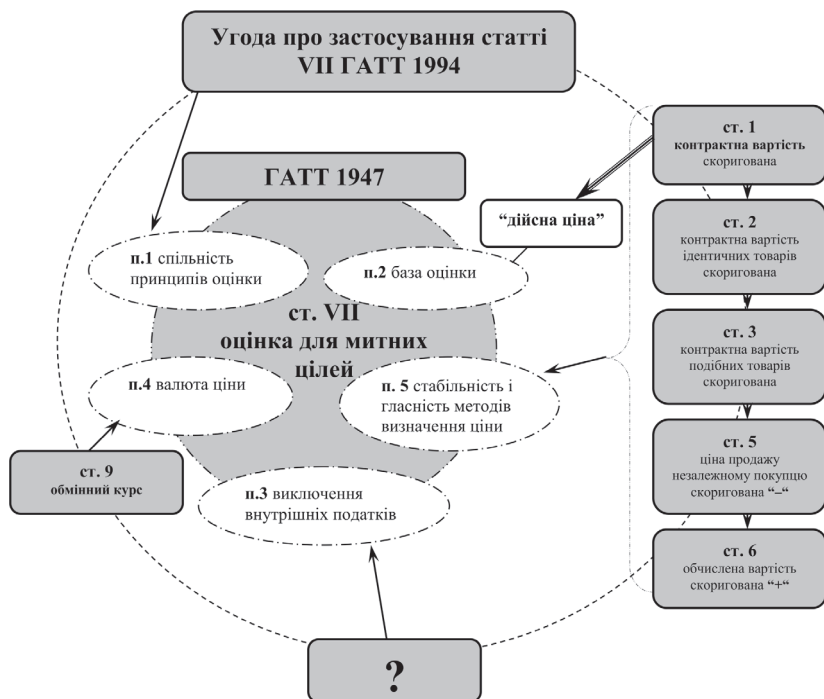 Угода про застосування статті
VII ГАТТ 1994
ГАТТ 1947
“дійсна ціна”
п.1 спільність
принципів оцінки
п.2 база оцінки
ст. VII
оцінка для митних
цілей
п.4 валюта ціни
п. 5 стабільність і
гласність методів
визначення ціни
ст. 9
обмінний курс
п.3 виключення
внутрішніх податків
?
ст. 1
контрактна вартість
скоригована
ст. 2
контрактна вартість
ідентичних товарів
скоригована
ст. 3
контрактна вартість
подібних товарів
скоригована
ст. 5
ціна продажу
незалежному покупцю
скоригована “–“
ст. 6
обчислена вартість
скоригована “+“